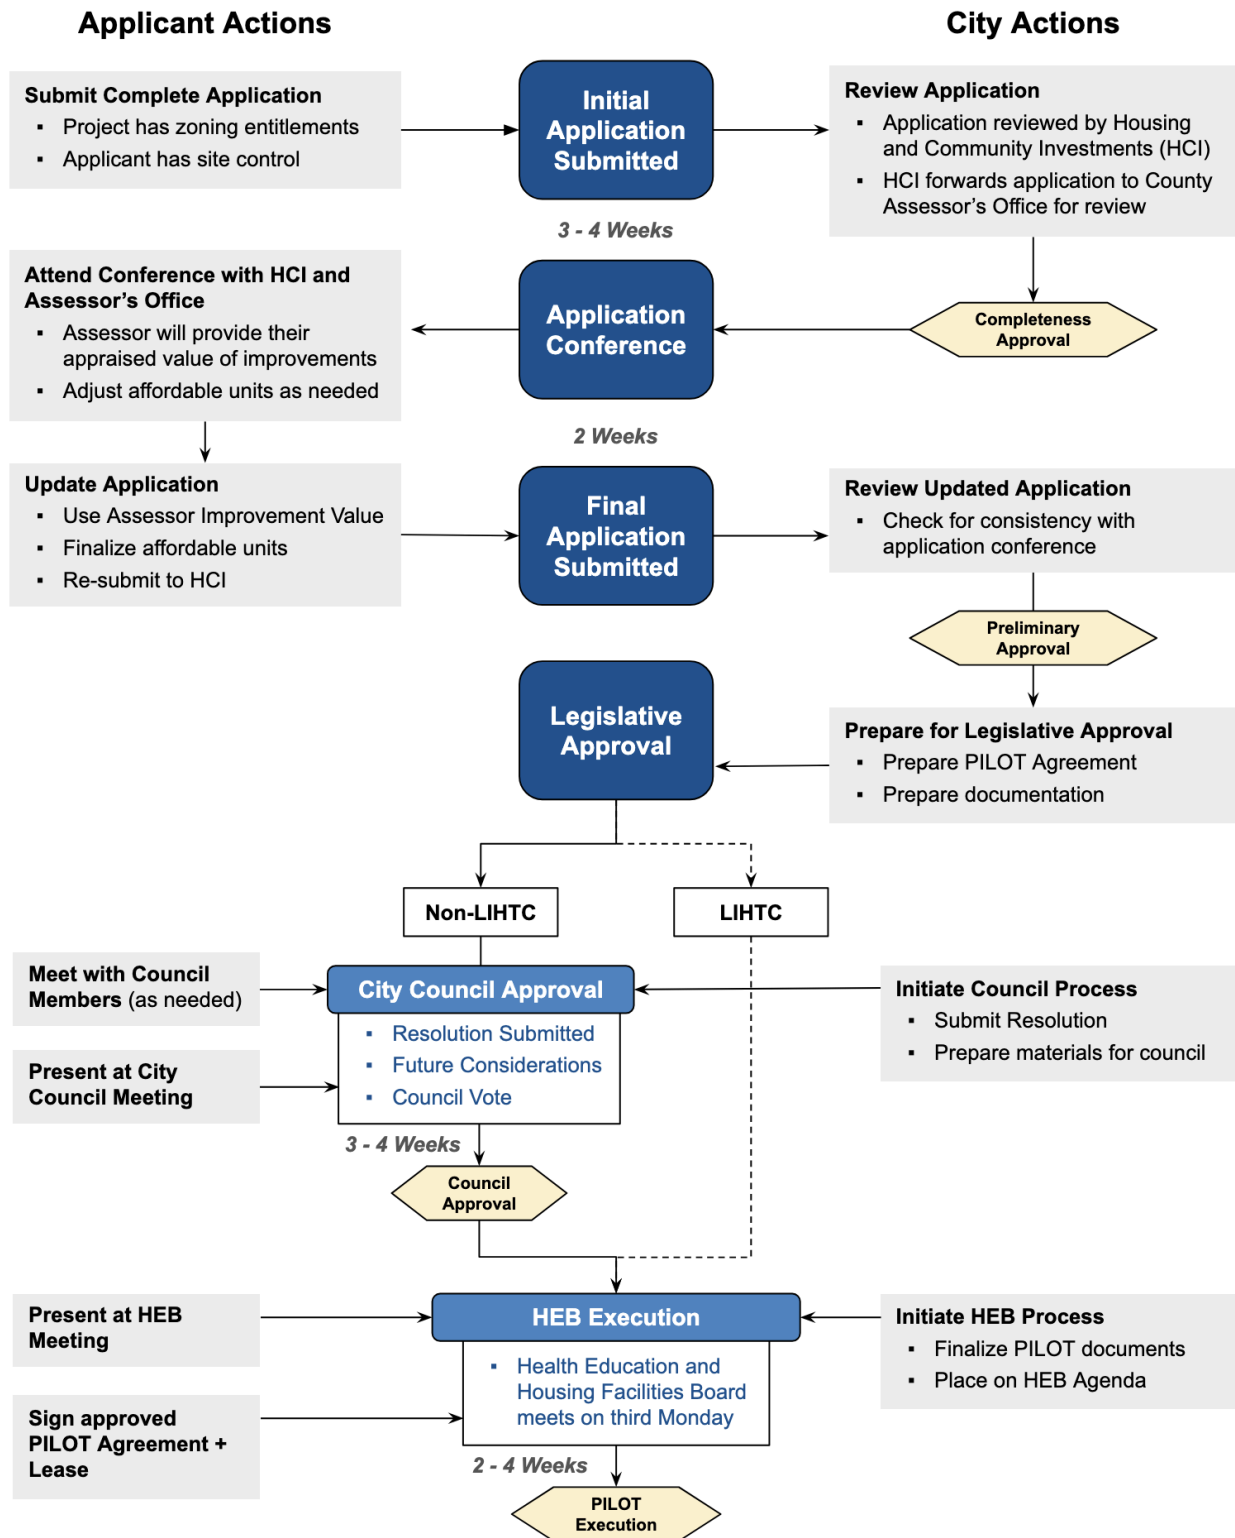 Applicant Actions
City Actions
Submit Complete Application
▪ Project has zoning entitlements
▪ Applicant has site control
Initial
Application
Submitted
Review Application
▪ Application reviewed by Housing
and Community Investments (HCI)
▪ HCI forwards application to County
Assessor's Office for review
3 - 4 Weeks
Attend Conference with HCI and
Assessor's Office
▪ Assessor will provide their
appraised value of improvements
▪ Adjust affordable units as needed
Application
Conference
Completeness
Approval
2 Weeks
Update Application
▪ Use Assessor Improvement Value
▪ Finalize affordable units
▪ Re-submit to HCI
Final
Application
Submitted
Review Updated Application
▪ Check for consistency with
application conference
Preliminary
Approval
Legislative
Approval
Prepare for Legislative Approval
▪ Prepare PILOT Agreement
▪ Prepare documentation
Non-LIHTC
LIHTC
Meet with Council
Members (as needed)
City Council Approval
▪ Resolution Submitted
▪ Future Considerations
▪ Council Vote
Initiate Council Process
▪ Submit Resolution
▪ Prepare materials for council
Present at City
Council Meeting
3 - 4 Weeks
Council
Approval
Present at HEB
Meeting
HEB Execution
▪ Health Education and
Housing Facilities Board
meets on third Monday
Initiate HEB Process
▪ Finalize PILOT documents
▪ Place on HEB Agenda
Sign approved
PILOT Agreement +
Lease
2 - 4 Weeks
PILOT
Execution